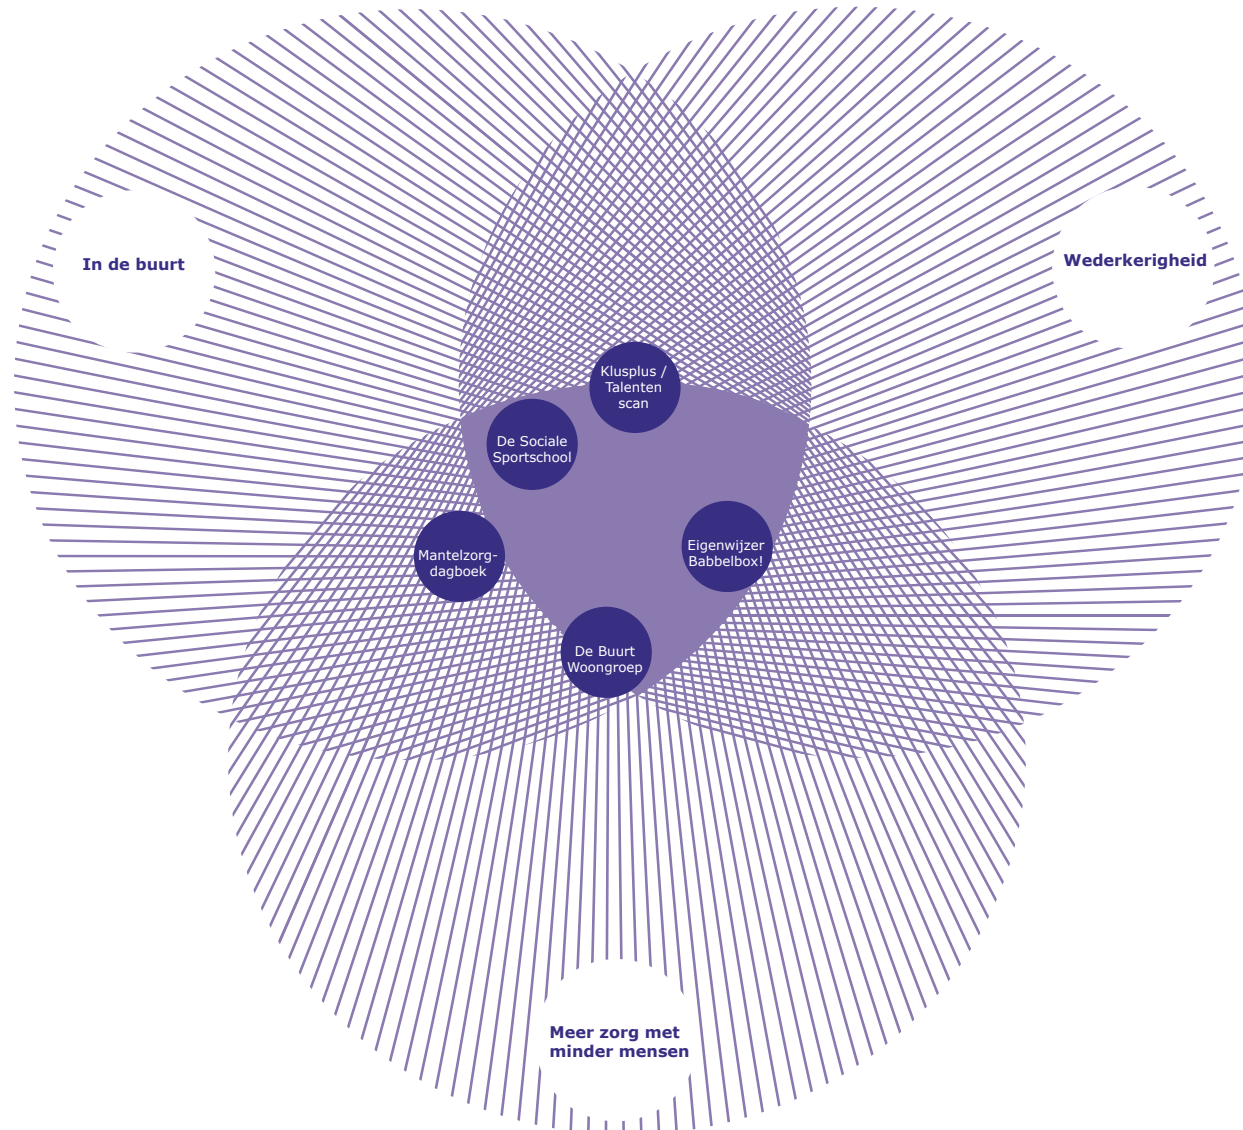 In de buurt
Wederkerigheid
Klusplus /
Talenten
scan
De Sociale
Sportschool
Mantelzorg-
dagboek
Eigenwijzer
Babbelbox!
De Buurt
Woongroep
Meer zorg met
minder mensen